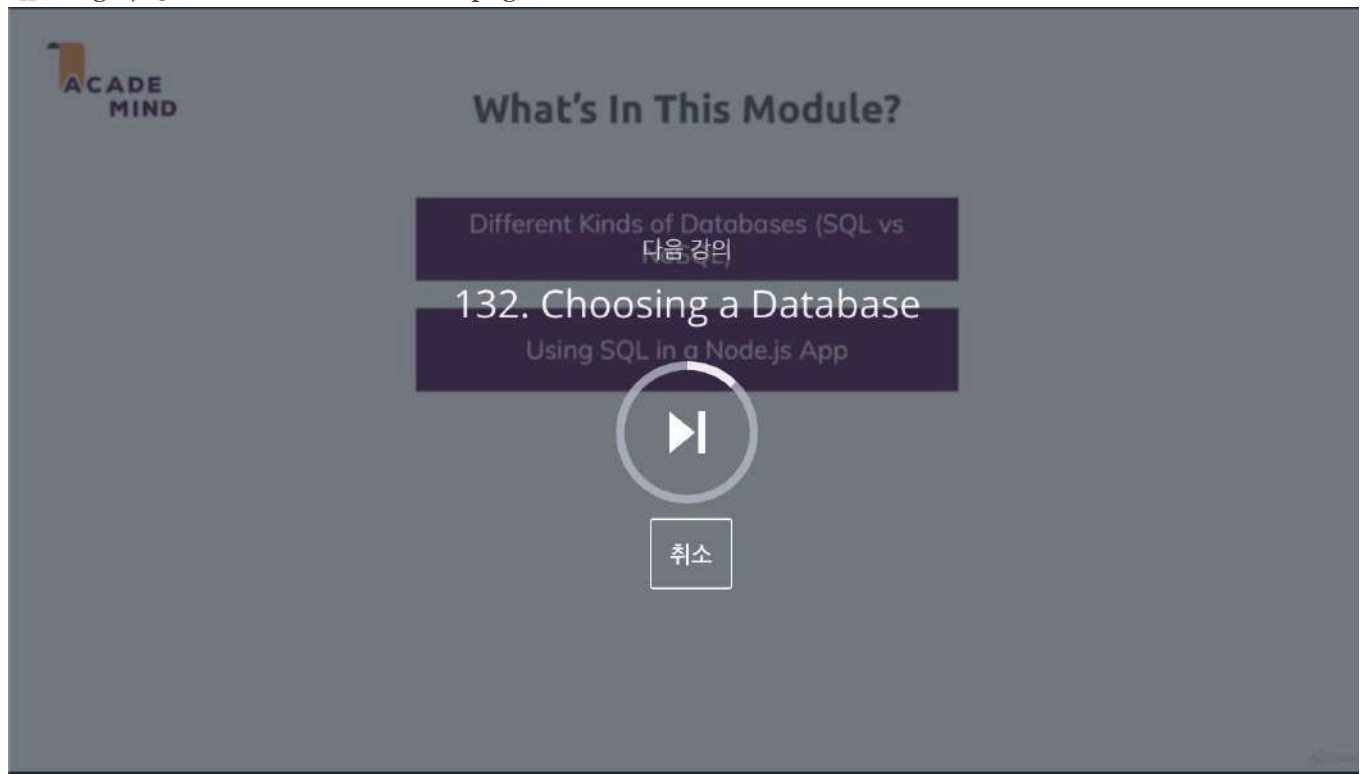 ACADE
MIND
What's In This Module?
Different Kinds of Databases (SQL vs
NoSQL)
다음 강의
132. Choosing a Database
Using SQL in a Node.js App
취소